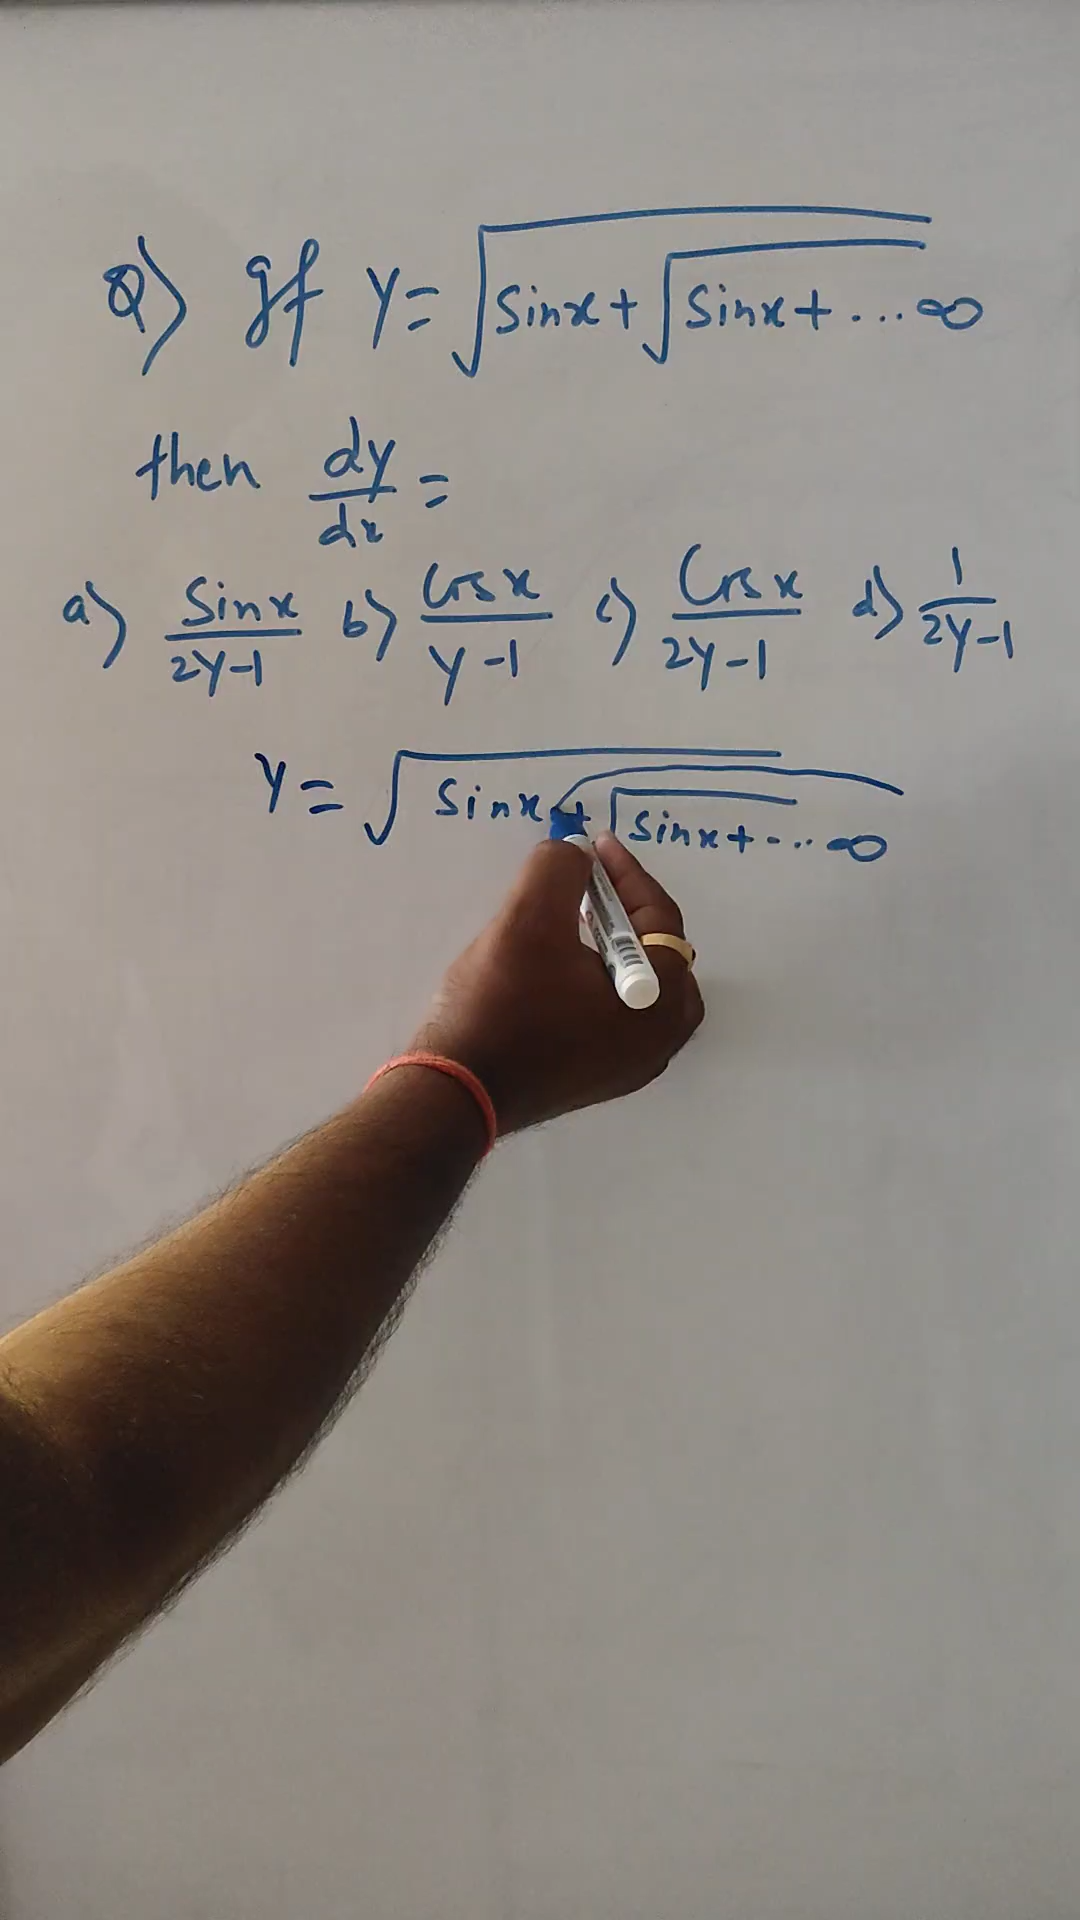 Q) If y = √(sinx + √(sinx + ... ∞
then dy/dx =
a) sinx/(2y-1) b) cosx/(y-1) c) cosx/(2y-1) d) 1/(2y-1)
y = √(sinx + √(sinx + ... ∞